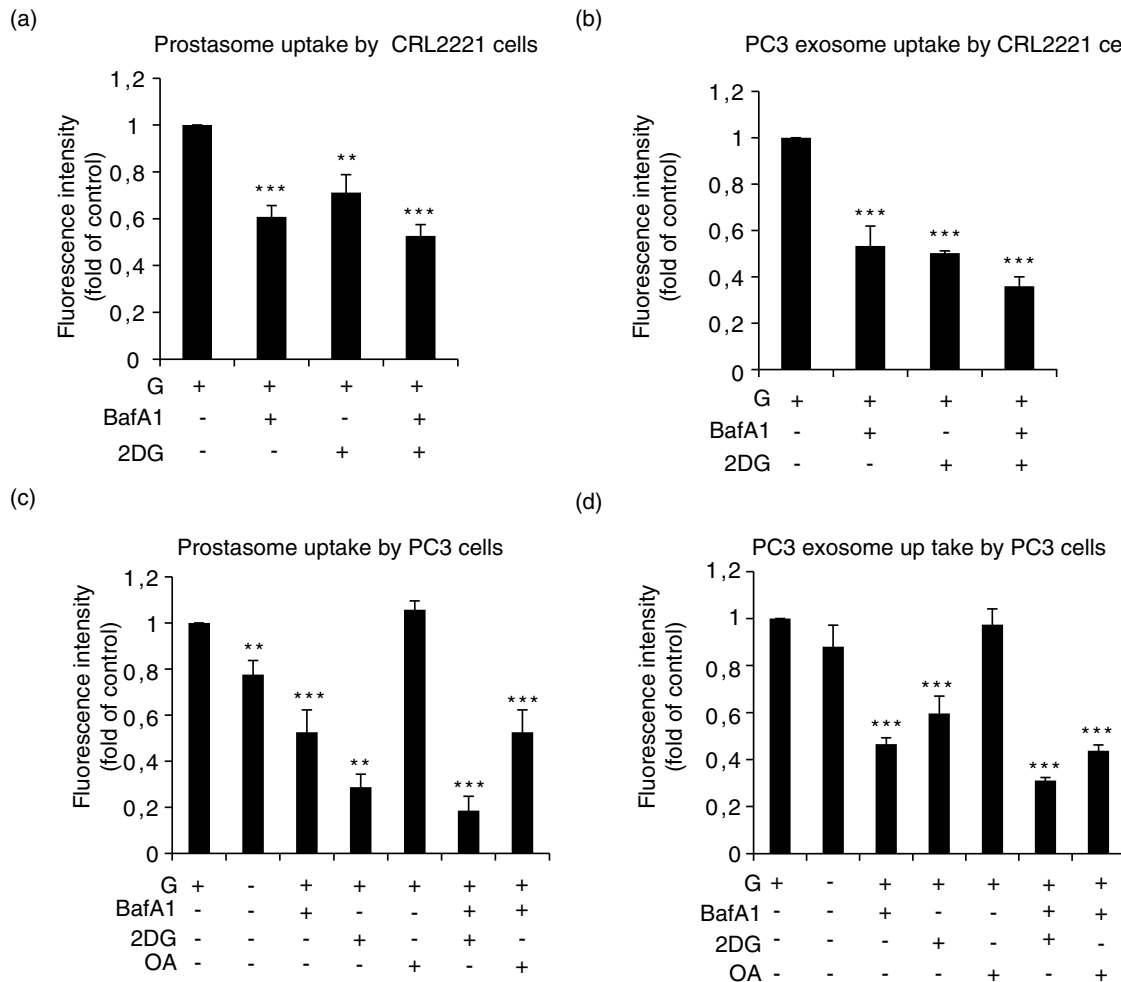 (a)
Prostasome uptake by CRL2221 cells
Fluorescence intensity
(fold of control)
1,2
1
0,8
0,6
0,4
0,2
0
***
**
***
G + + + +
BafA1 - + - +
2DG - - + +
(b)
PC3 exosome uptake by CRL2221 ce
Fluorescence intensity
(fold of control)
1,2
1
0,8
0,6
0,4
0,2
0
***
***
***
G + + + +
BafA1 - + - +
2DG - - + +
(c)
Prostasome uptake by PC3 cells
Fluorescence intensity
(fold of control)
1,2
1
0,8
0,6
0,4
0,2
0
**
***
**
***
***
G + - + + + + +
BafA1 - - + - - + +
2DG - - - + - + -
OA - - - - + - +
(d)
PC3 exosome up take by PC3 cells
Fluorescence intensity
(fold of control)
1,2
1
0,8
0,6
0,4
0,2
0
***
***
***
***
G + - + + + + +
BafA1 - - + - - + +
2DG - - - + - + -
OA - - - - + - +